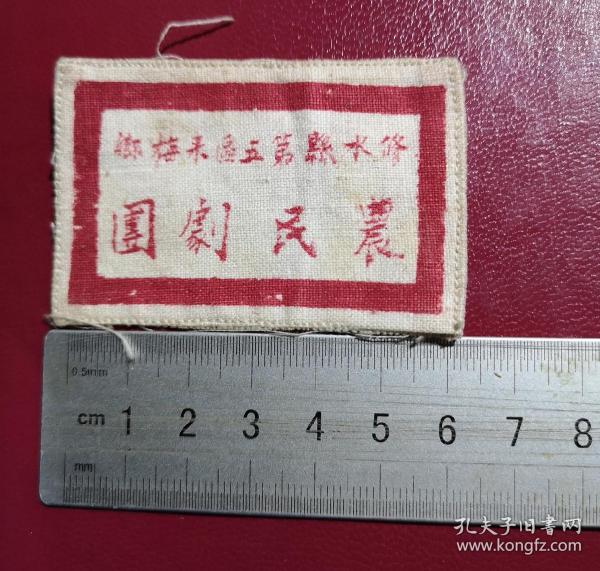 修水縣第五區禾梅鄉
農民劇團
0.5mm
cm 1 2 3 4 5 6 7 8
mm
孔夫子旧書网
www.kongfz.com